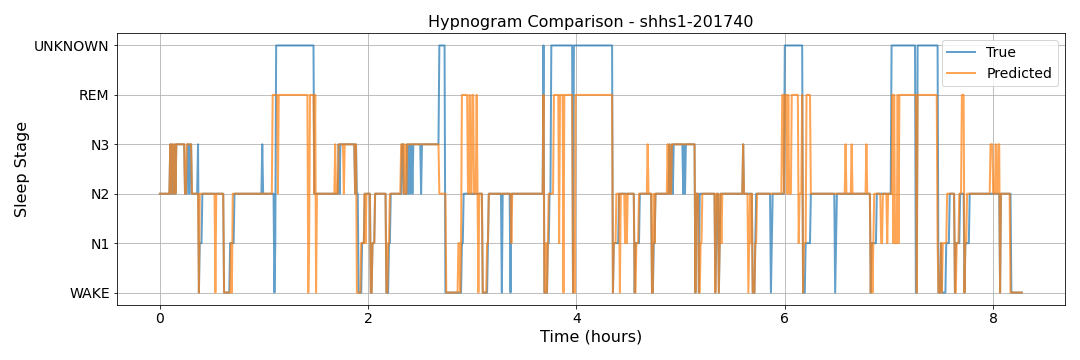 Hypnogram Comparison - shhs1-201740
UNKNOWN
REM
N3
N2
N1
WAKE
Sleep Stage
True
Predicted
0
2
4
6
8
Time (hours)